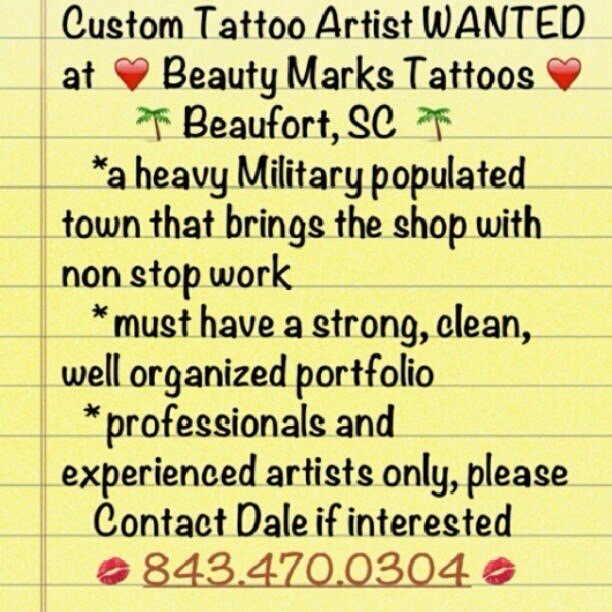 Custom Tattoo Artist WANTED
at ❤️ Beauty Marks Tattoos ❤️
🌴 Beaufort, SC 🌴
*a heavy Military populated
town that brings the shop with
non stop work
*must have a strong, clean,
well organized portfolio
*professionals and
experienced artists only, please
Contact Dale if interested
💋 843.470.0304 💋